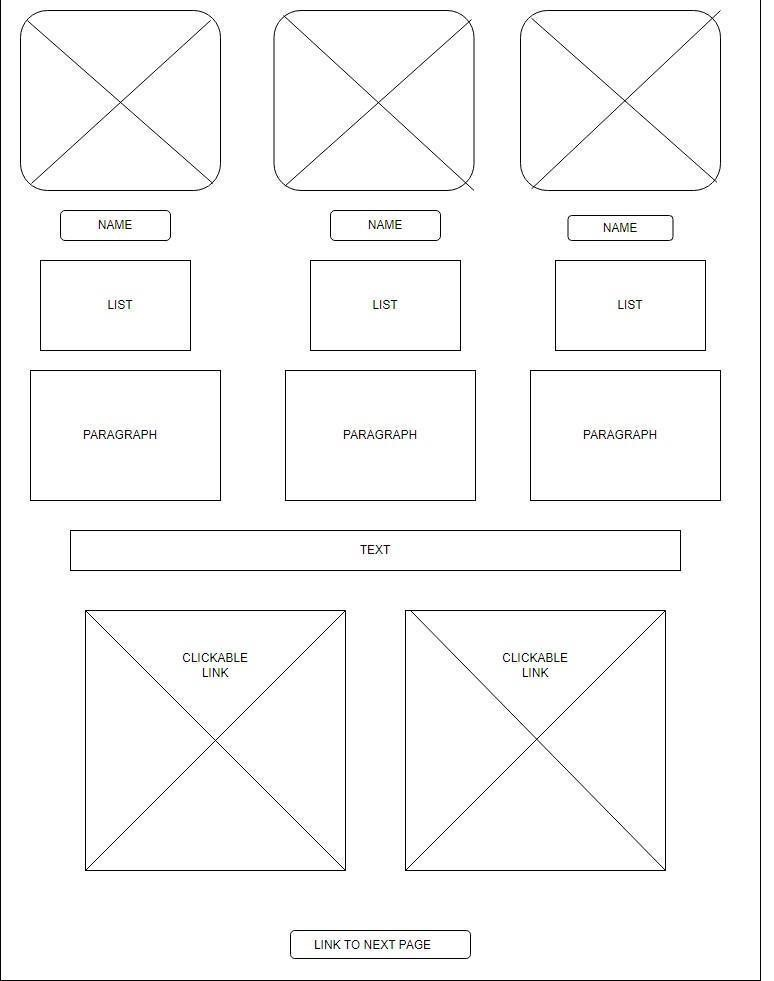 NAME
NAME
NAME
LIST
LIST
LIST
PARAGRAPH
PARAGRAPH
PARAGRAPH
TEXT
CLICKABLE
LINK
CLICKABLE
LINK
LINK TO NEXT PAGE